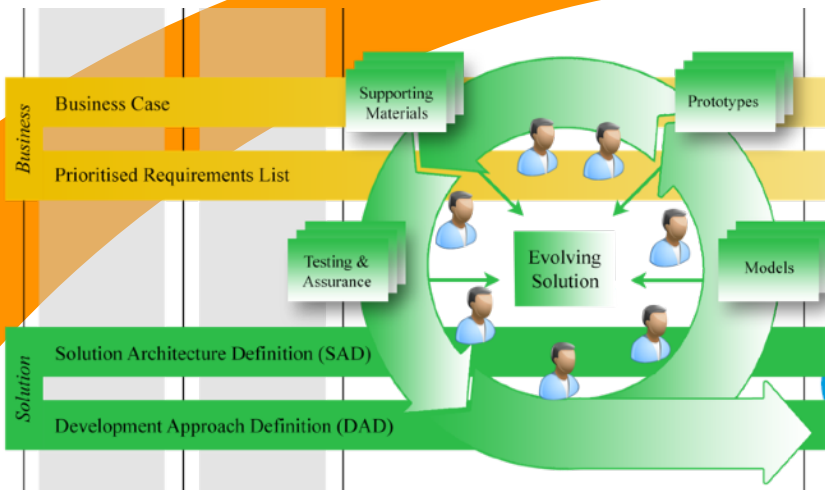 Business
Business Case
Prioritised Requirements List
Supporting
Materials
Prototypes
Testing &
Assurance
Evolving
Solution
Models
Solution
Solution Architecture Definition (SAD)
Development Approach Definition (DAD)